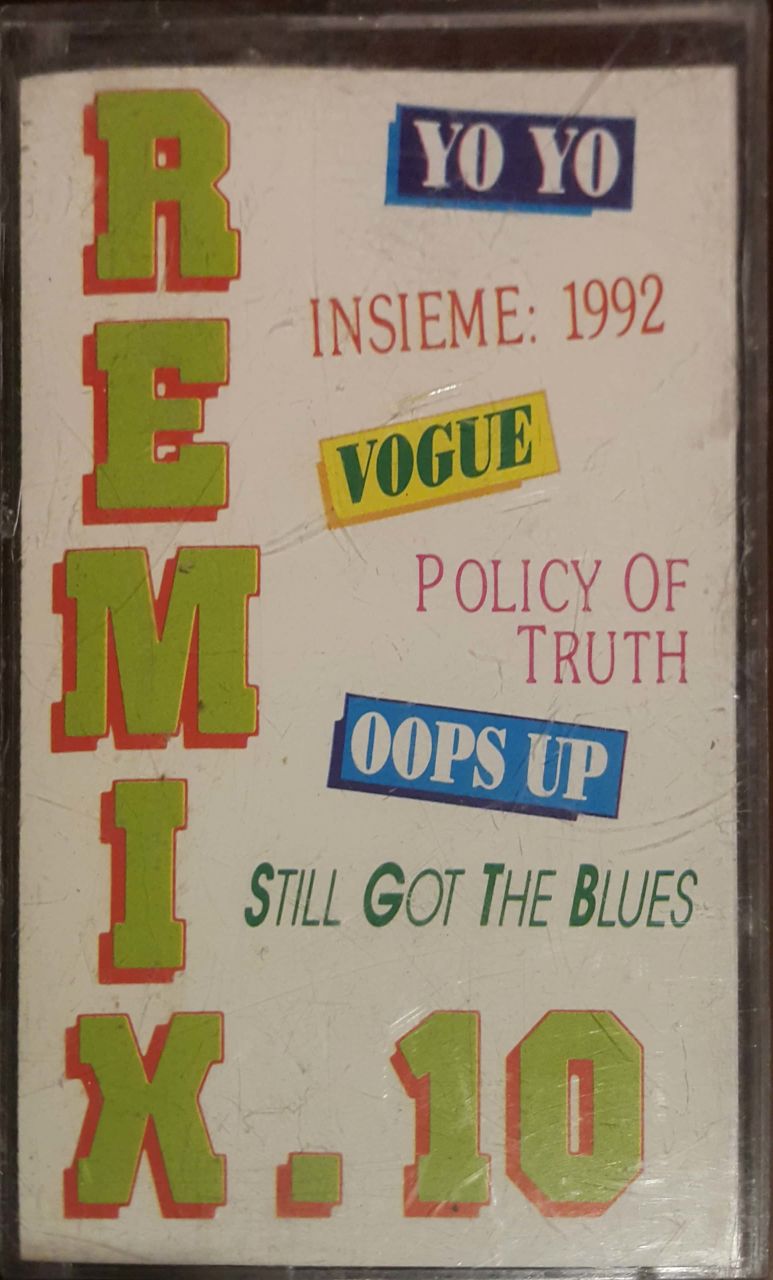 REMIX.10
YO YO
INSIEME: 1992
VOGUE
POLICY OF
TRUTH
OOPS UP
STILL GOT THE BLUES